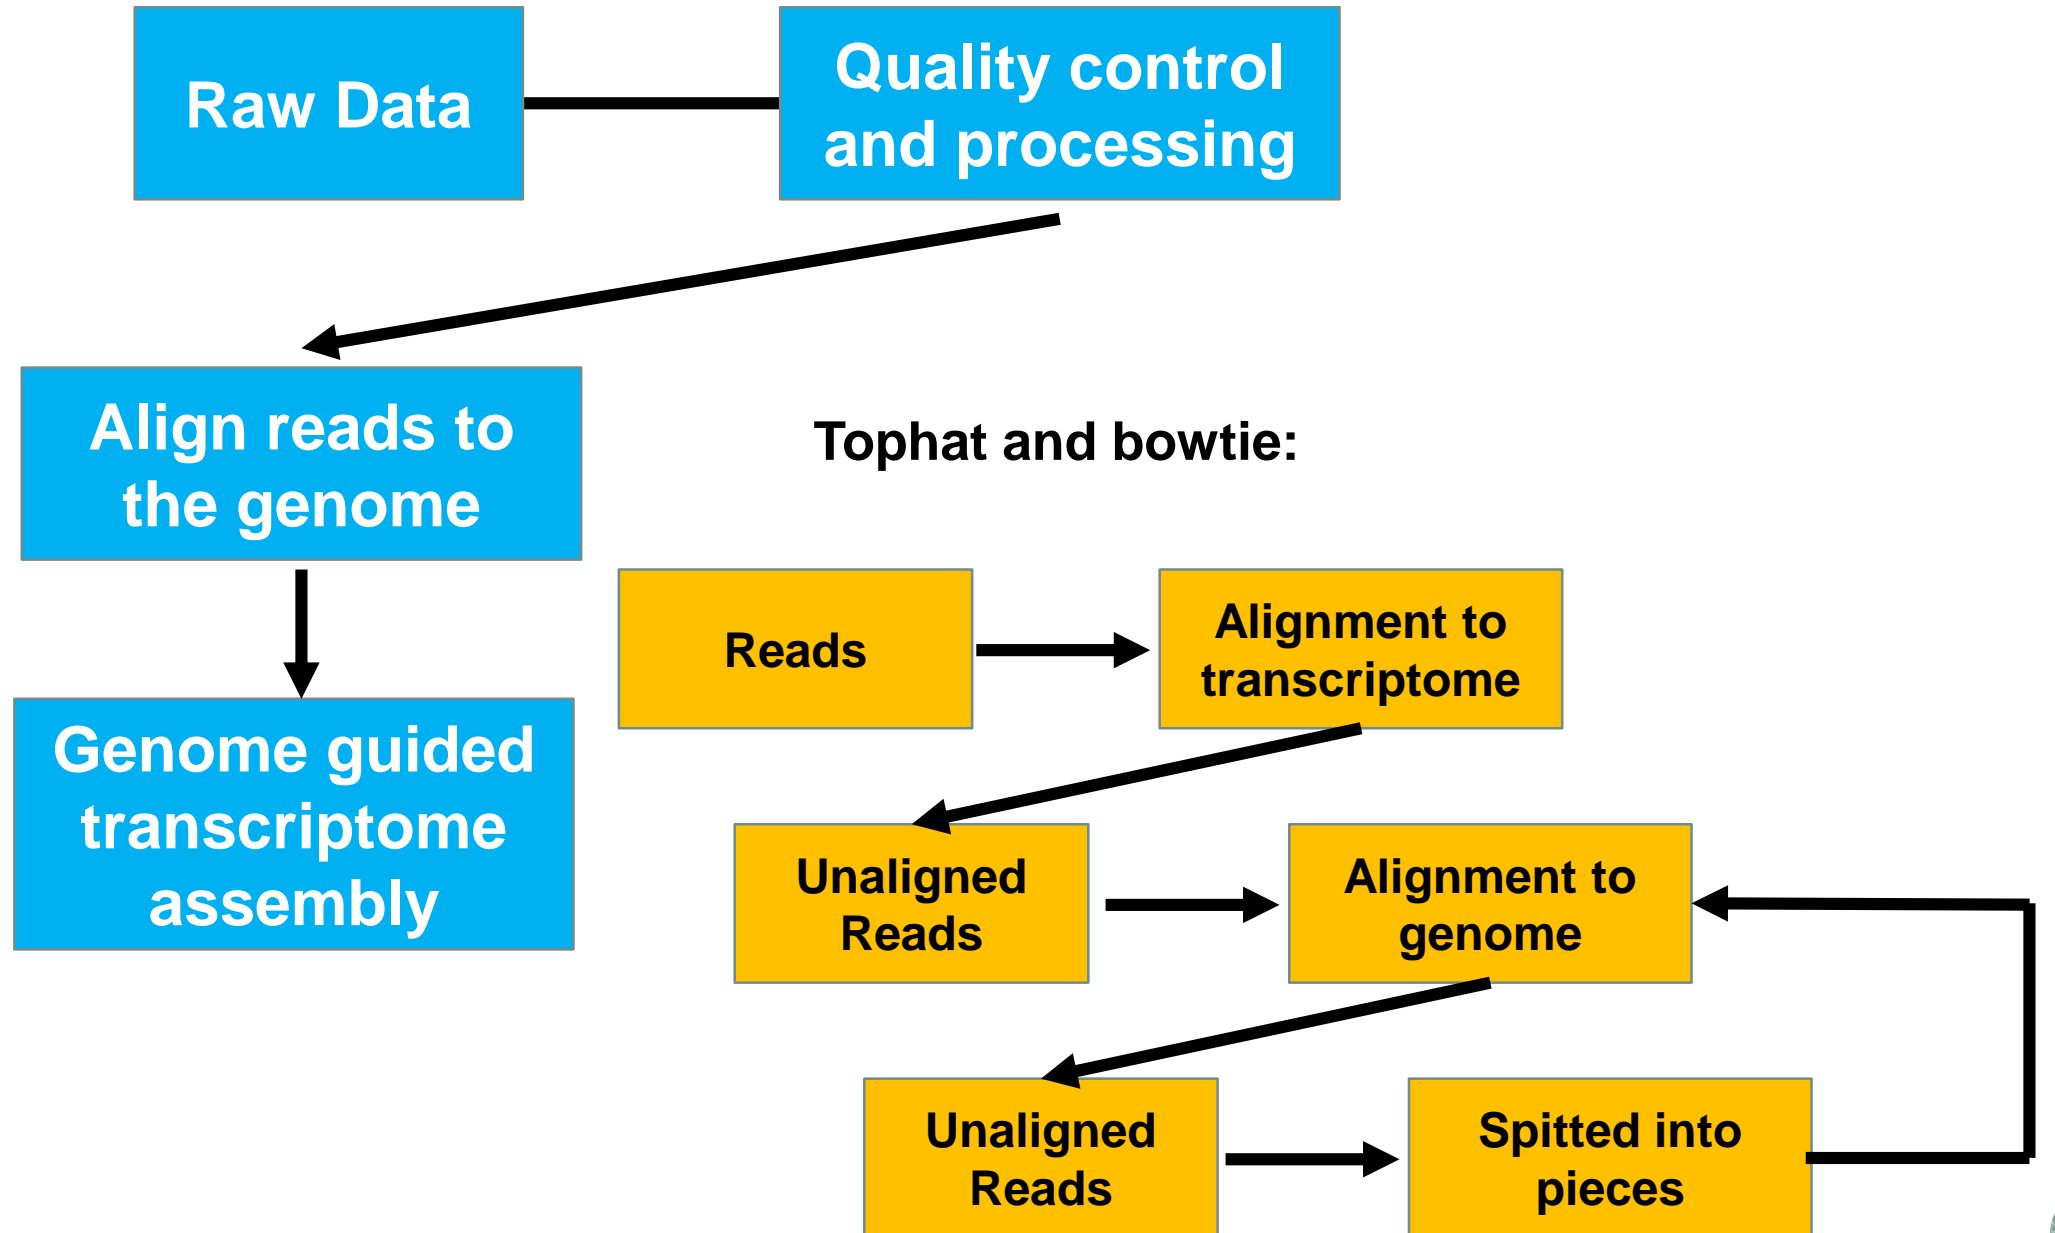 Raw Data
Quality control
and processing
Align reads to
the genome
Tophat and bowtie:
Reads
Alignment to
transcriptome
Genome guided
transcriptome
assembly
Unaligned
Reads
Alignment to
genome
Unaligned
Reads
Spitted into
pieces